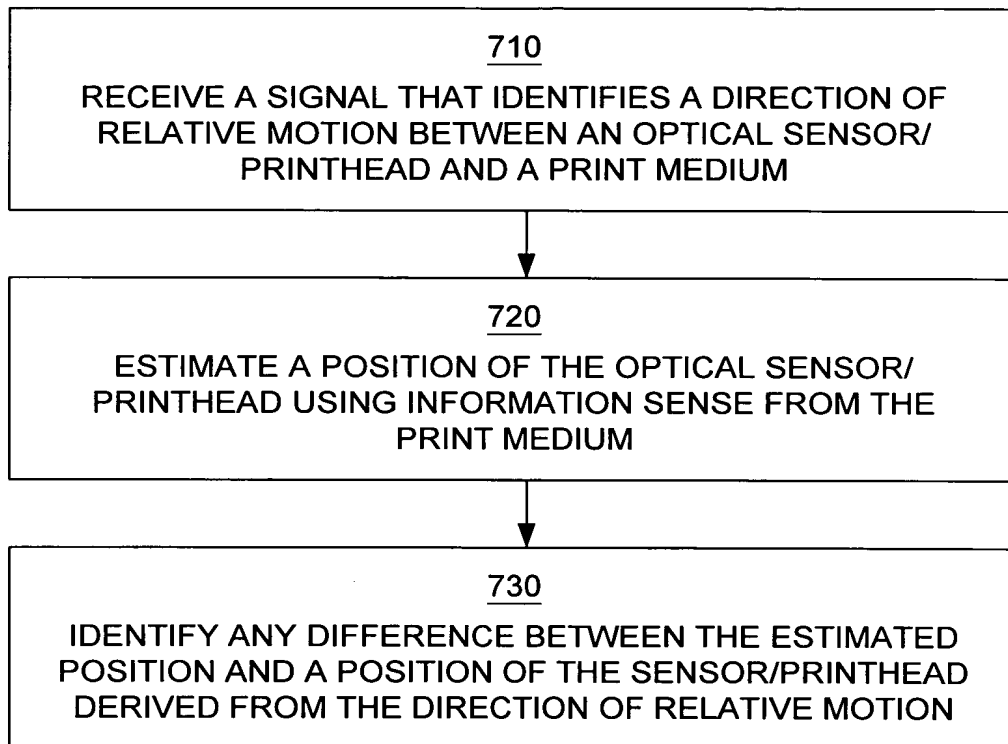 710
RECEIVE A SIGNAL THAT IDENTIFIES A DIRECTION OF
RELATIVE MOTION BETWEEN AN OPTICAL SENSOR/
PRINTHEAD AND A PRINT MEDIUM
720
ESTIMATE A POSITION OF THE OPTICAL SENSOR/
PRINTHEAD USING INFORMATION SENSE FROM THE
PRINT MEDIUM
730
IDENTIFY ANY DIFFERENCE BETWEEN THE ESTIMATED
POSITION AND A POSITION OF THE SENSOR/PRINTHEAD
DERIVED FROM THE DIRECTION OF RELATIVE MOTION